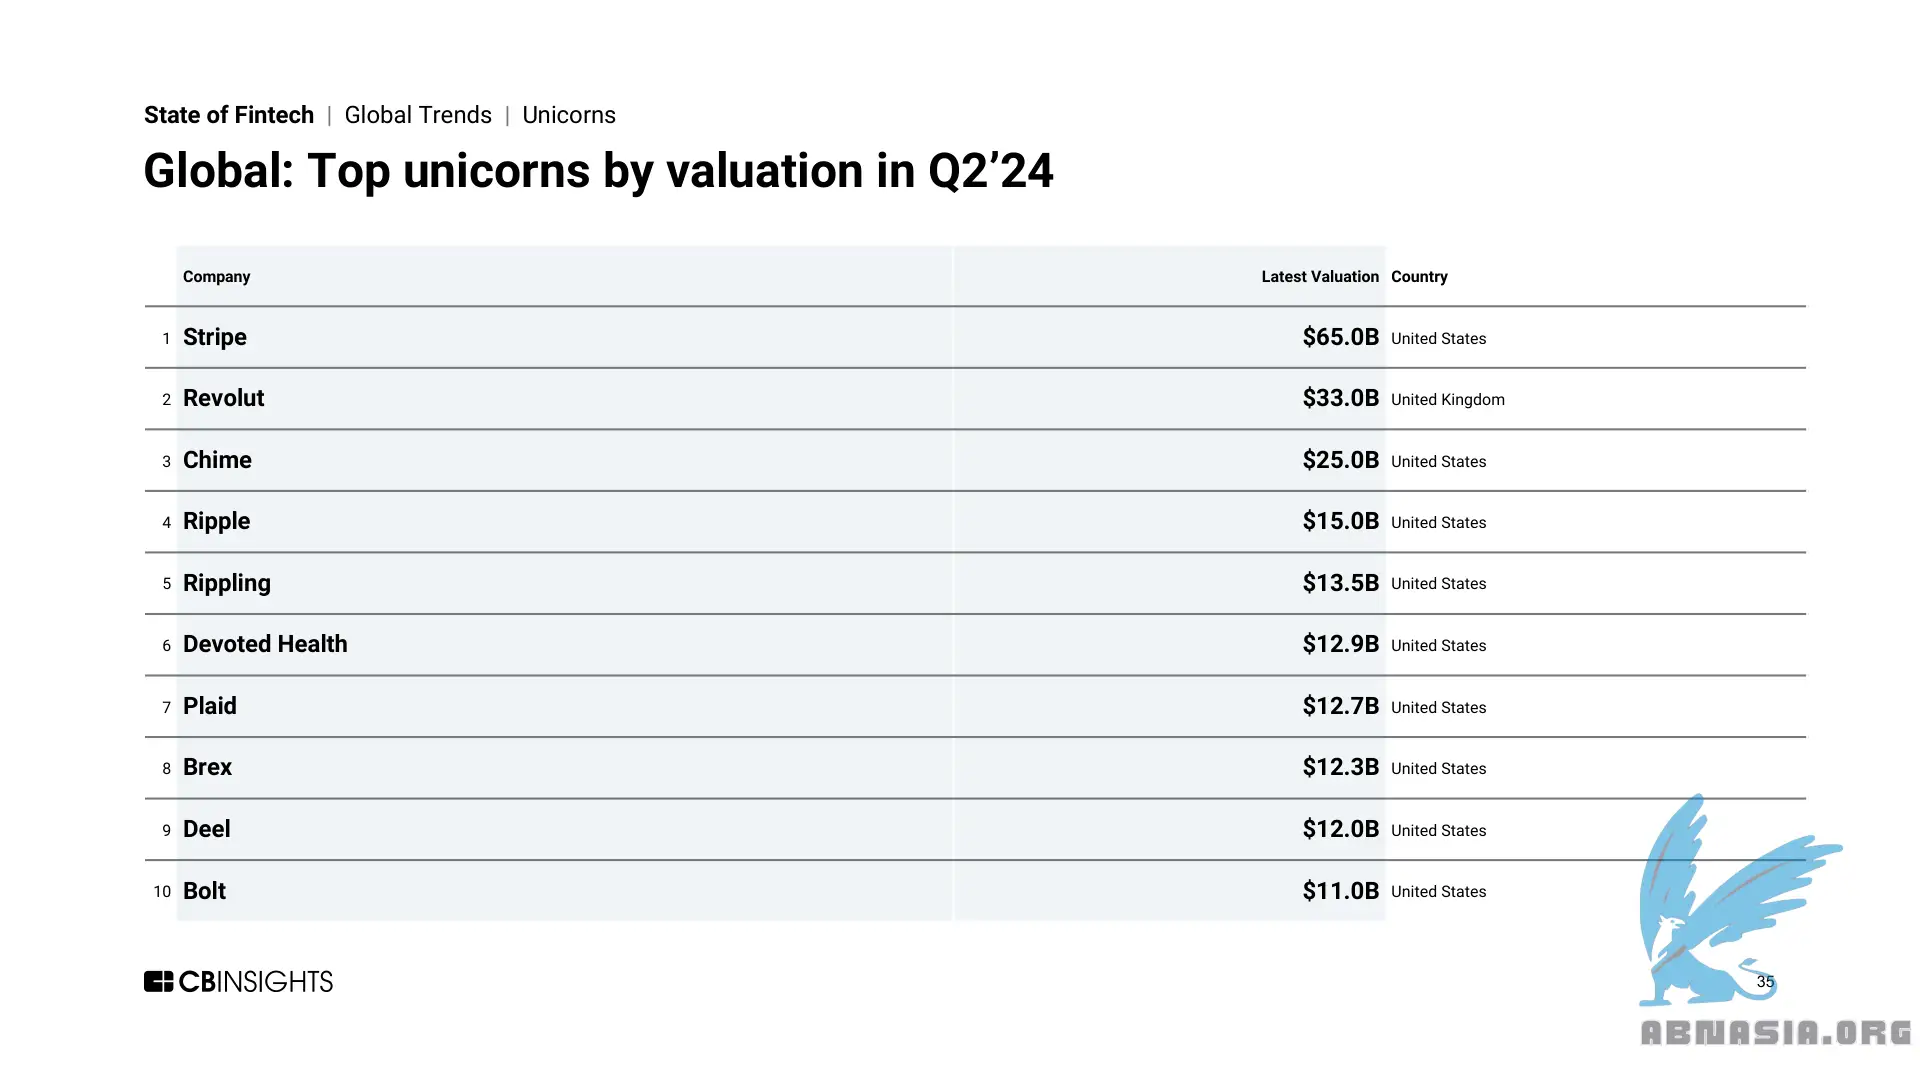 State of Fintech | Global Trends | Unicorns
Global: Top unicorns by valuation in Q2’24
Company Latest Valuation Country
1 Stripe $65.0B United States
2 Revolut $33.0B United Kingdom
3 Chime $25.0B United States
4 Ripple $15.0B United States
5 Rippling $13.5B United States
6 Devoted Health $12.9B United States
7 Plaid $12.7B United States
8 Brex $12.3B United States
9 Deel $12.0B United States
10 Bolt $11.0B United States
CBINSIGHTS
35
ABNASIA.ORG